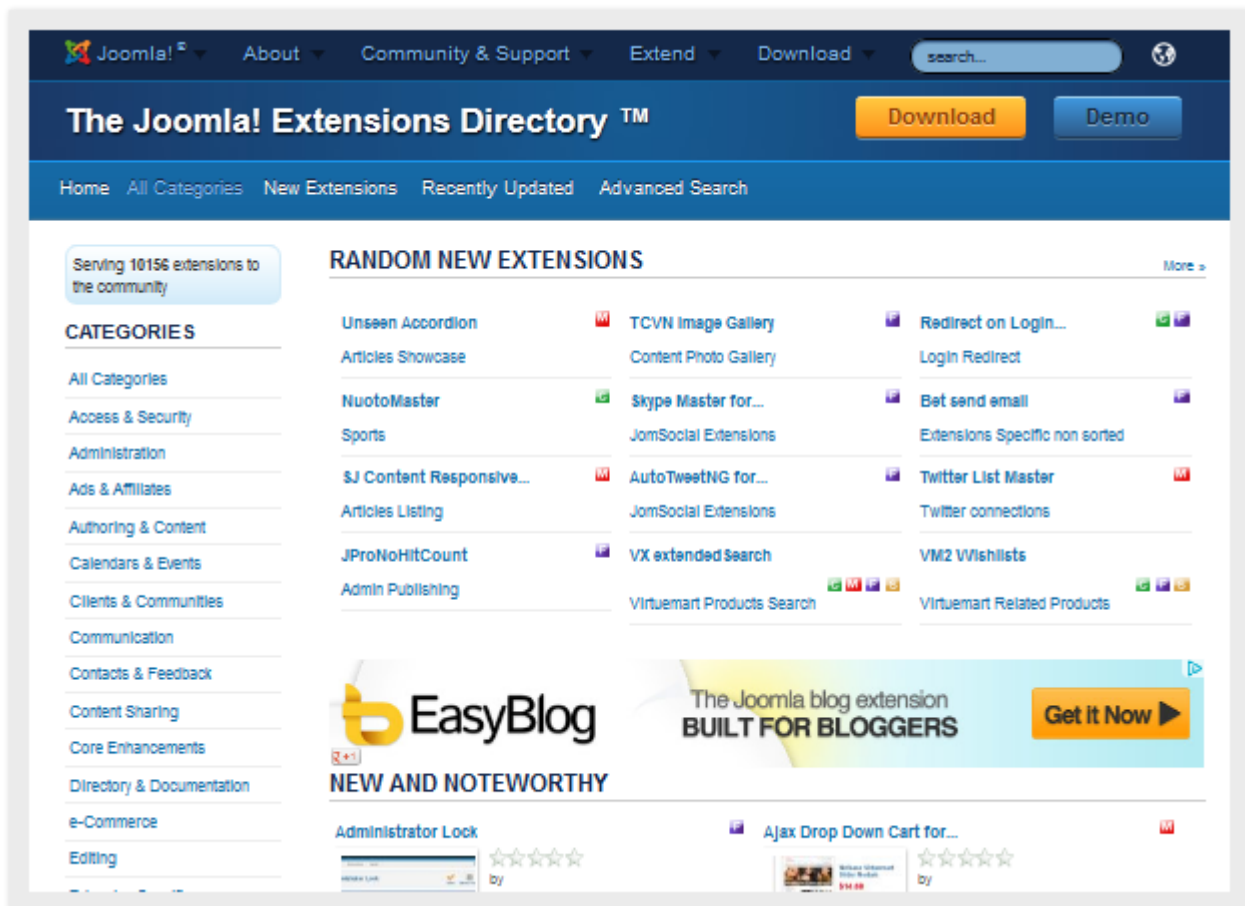 Joomla! About Community & Support Extend Download search...
The Joomla! Extensions Directory ™ Download Demo
Home All Categories New Extensions Recently Updated Advanced Search
Serving 10156 extensions to
the community
CATEGORIES
All Categories
Access & Security
Administration
Ads & Affiliates
Authoring & Content
Calendars & Events
Clients & Communities
Communication
Contacts & Feedback
Content Sharing
Core Enhancements
Directory & Documentation
e-Commerce
Editing
RANDOM NEW EXTENSIONS More »
Unseen Accordion M TCVN Image Gallery P Redirect on Login... C P
Articles Showcase Content Photo Gallery Login Redirect
NuotoMaster C Skype Master for... P Bet send email P
Sports JomSocial Extensions Extensions Specific non sorted
SJ Content Responsive... M AutoTweetNG for... P Twitter List Master M
Articles Listing JomSocial Extensions Twitter connections
JProNoHitCount P VX extended Search VM2 Wishlists
Admin Publishing Virtuemart Products Search C M P S Virtuemart Related Products C P S
EasyBlog The Joomla blog extension
BUILT FOR BLOGGERS Get it Now
+1
NEW AND NOTEWORTHY
Administrator Lock P Ajax Drop Down Cart for... M
by by